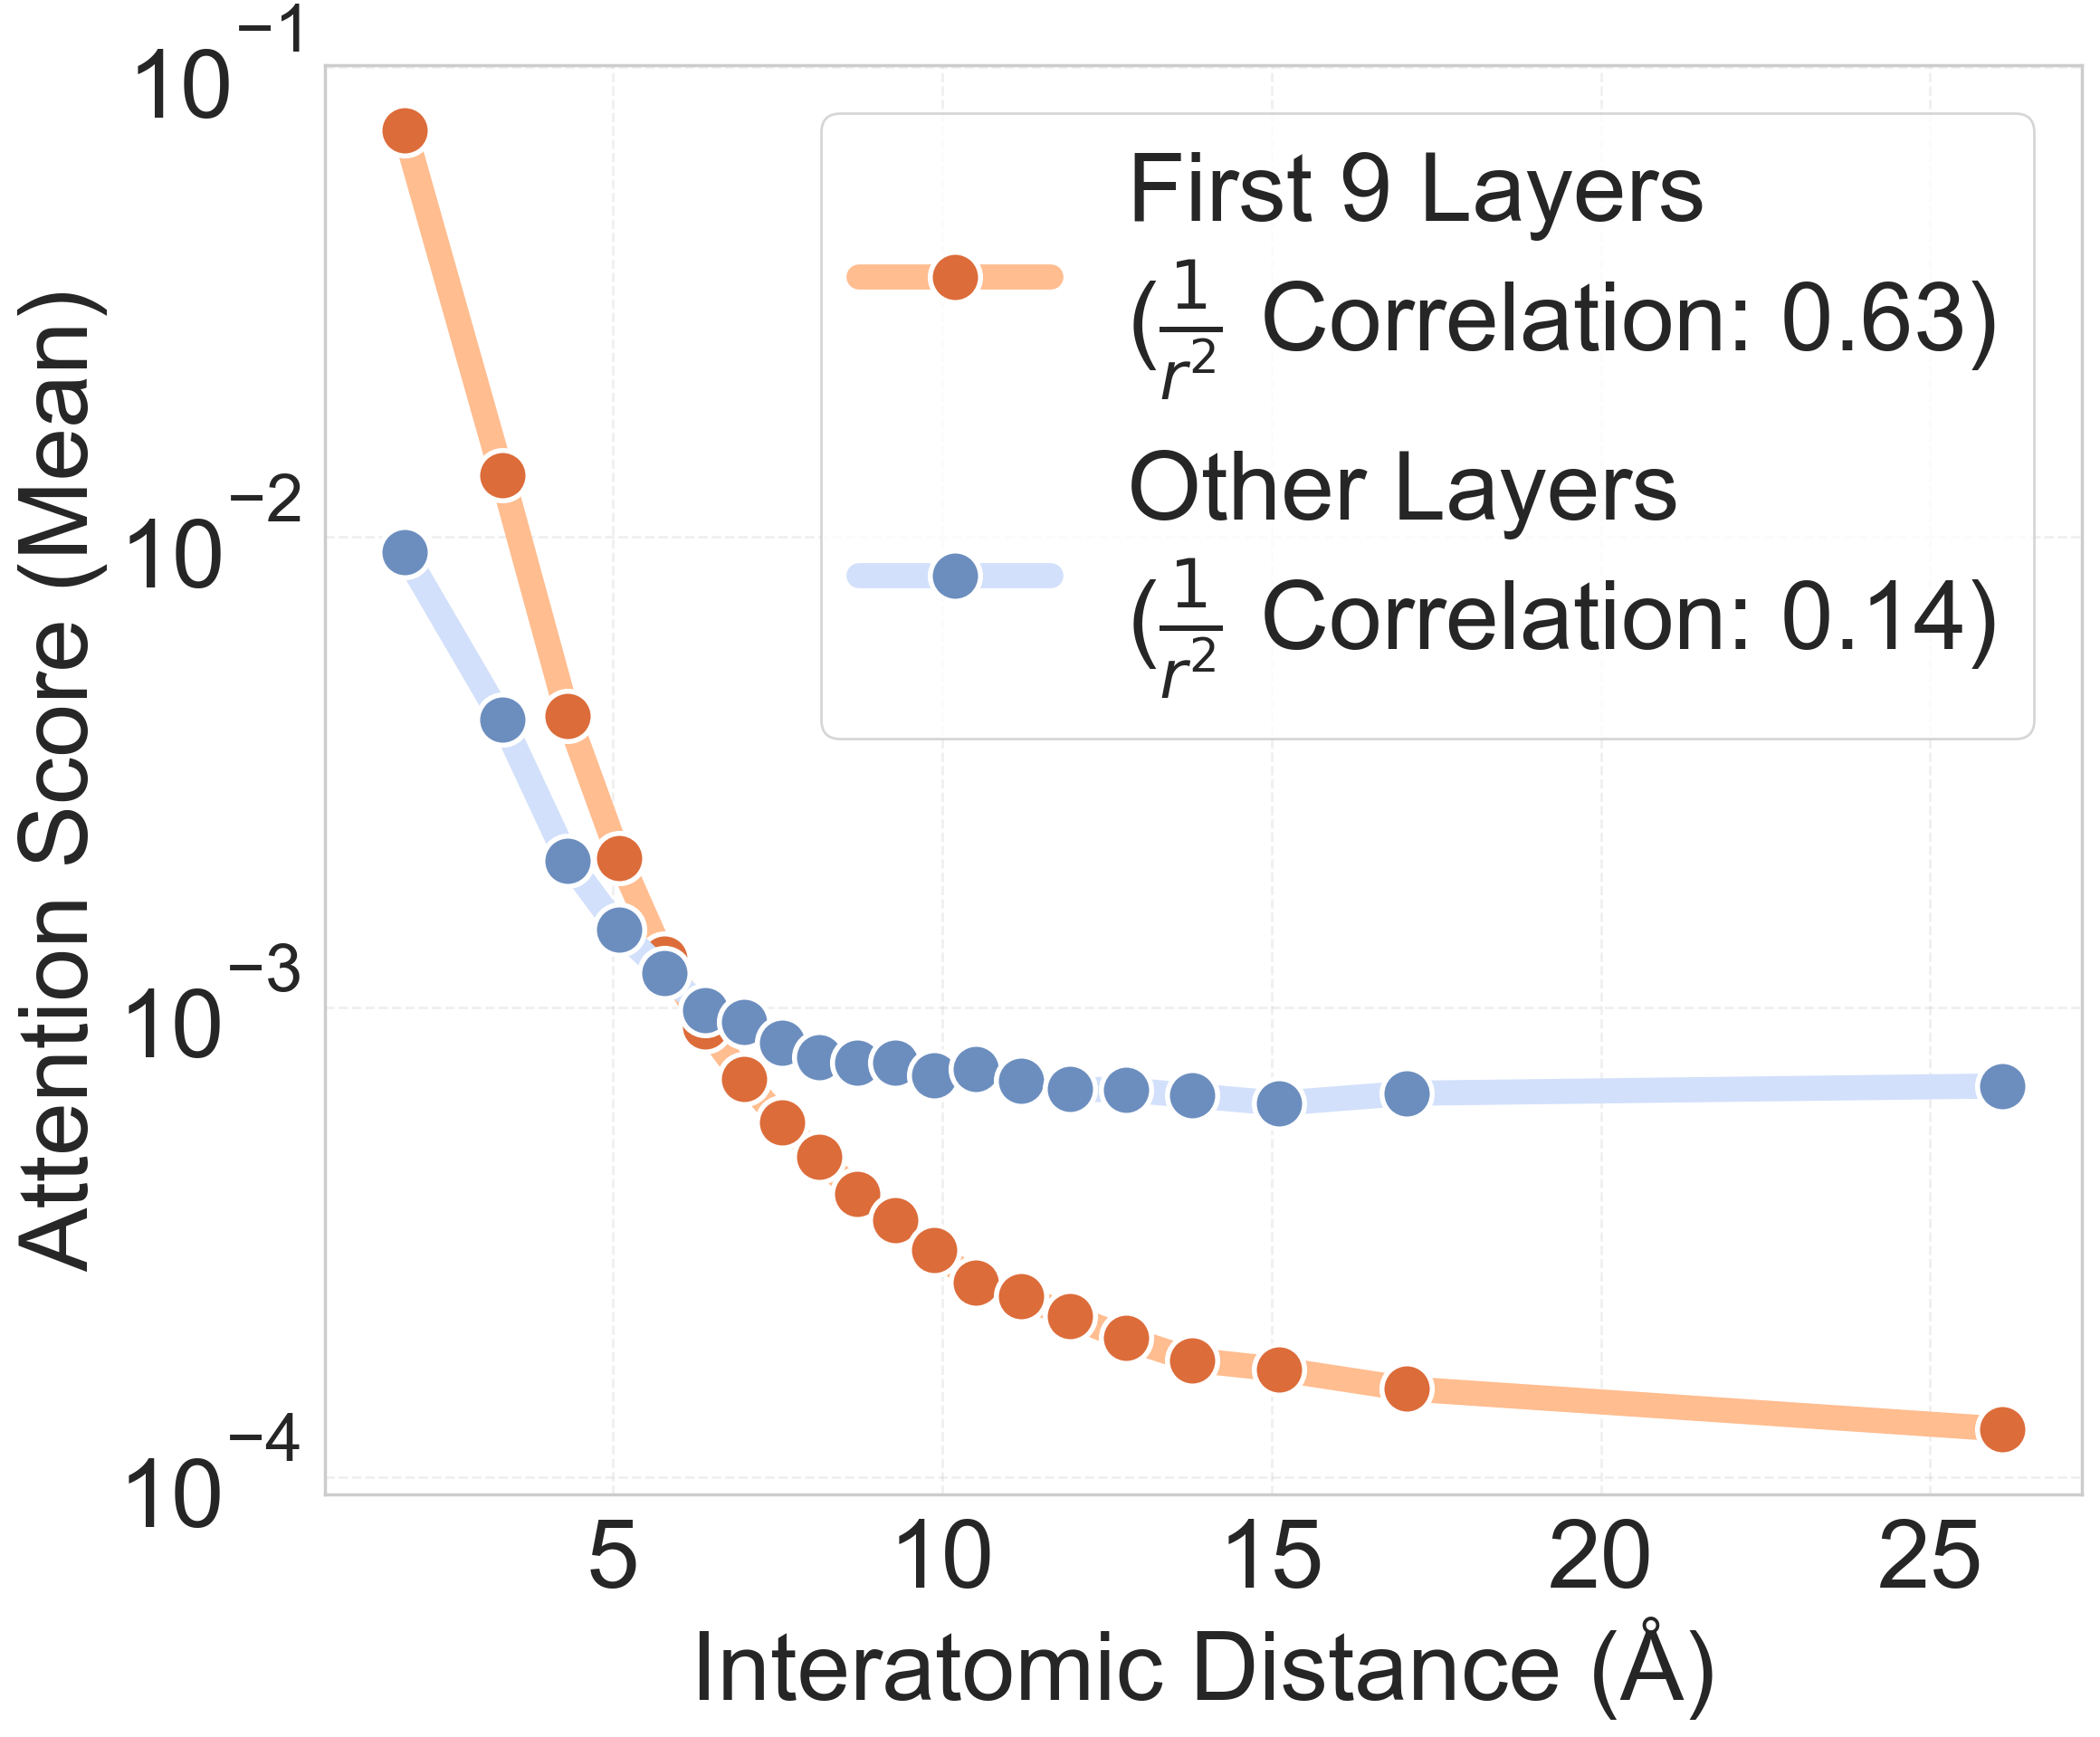 10⁻¹
10⁻²
10⁻³
10⁻⁴
Attention Score (Mean)
First 9 Layers
(1/r² Correlation: 0.63)
Other Layers
(1/r² Correlation: 0.14)
5 10 15 20 25
Interatomic Distance (Å)